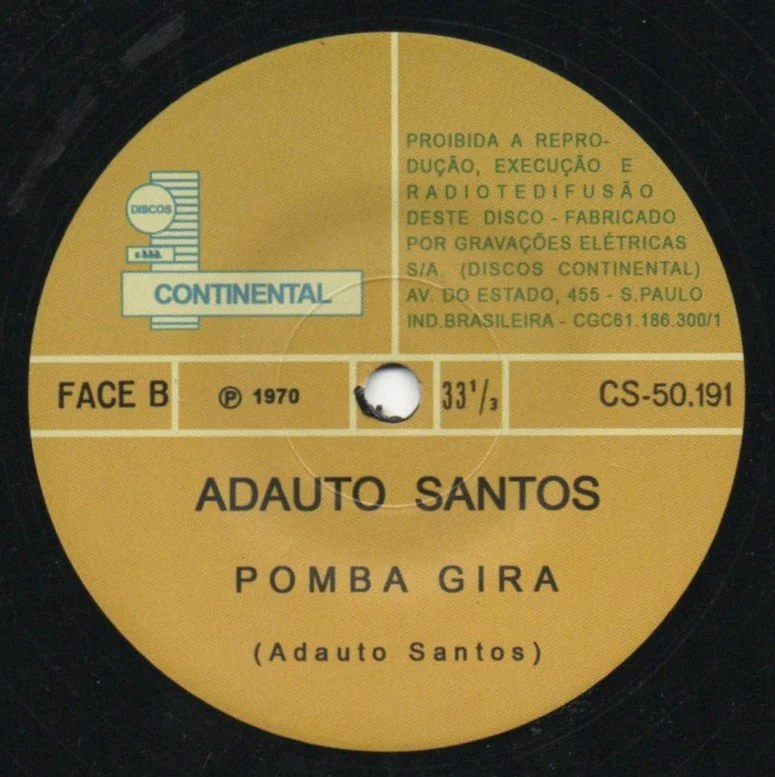 DISCOS
CONTINENTAL
PROIBIDA A REPRO-
DUÇÃO, EXECUÇÃO E
RADIOTEDIFUSÃO
DESTE DISCO - FABRICADO
POR GRAVAÇÕES ELÉTRICAS
S/A. (DISCOS CONTINENTAL)
AV. DO ESTADO, 455 - S.PAULO
IND.BRASILEIRA - CGC61.186.300/1
FACE B ℗ 1970 33 1/3 CS-50.191
ADAUTO SANTOS
POMBA GIRA
(Adauto Santos)